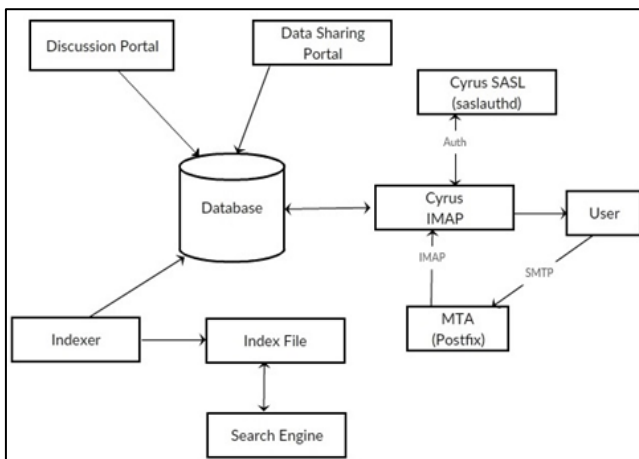 Discussion Portal
Data Sharing
Portal
Cyrus SASL
(saslauthd)
Auth
Database
Cyrus
IMAP
User
IMAP
SMTP
MTA
(Postfix)
Indexer
Index File
Search Engine